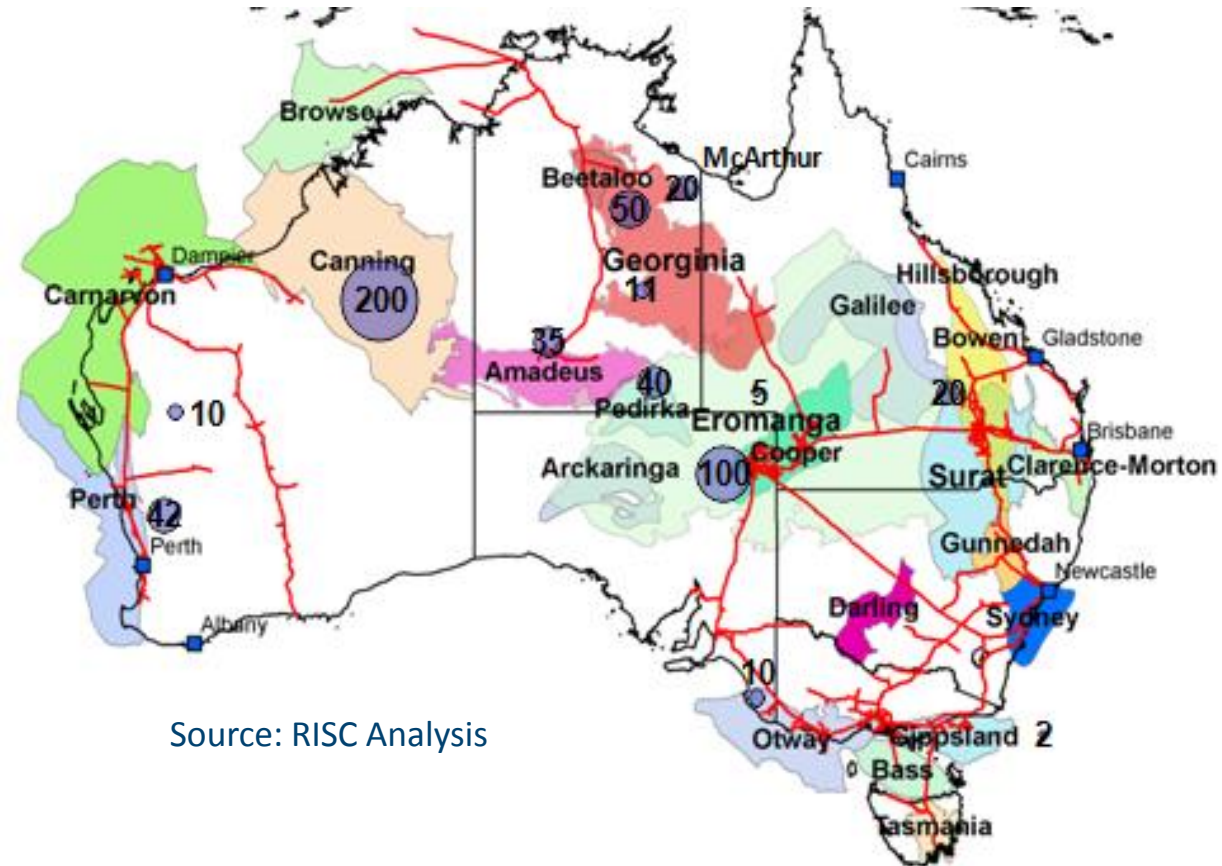 Browse
McArthur
Cairns
Beetaloo
20
50
Dampier
Canning
Georginia
Hillsborough
Carnarvon
200
11
Galilee
35
Bowen
Gladstone
Amadeus
40
5
20
10
Pedirka
Eromanga
Brisbane
Arckaringa
Cooper
100
Surat
Clarence-Morton
Perth
42
Perth
Gunnedah
Newcastle
Albany
Darling
Sydney
10
Source: RISC Analysis
Otway
Gippsland
2
Bass
Tasmania